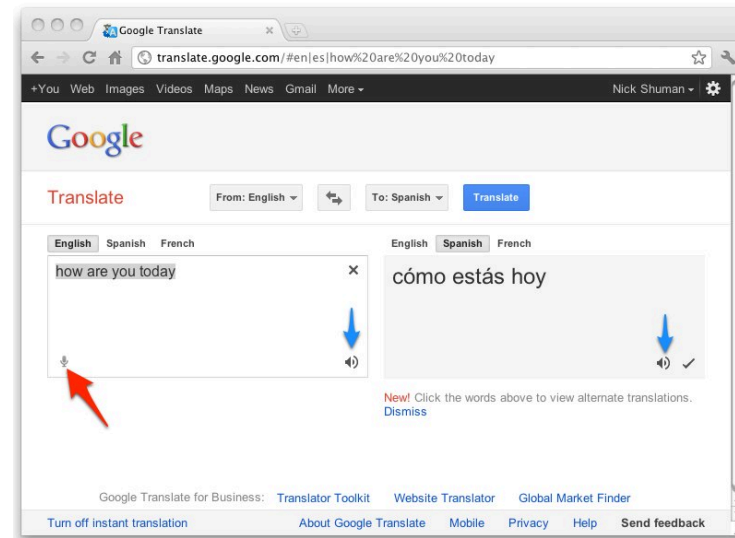 Google Translate
translate.google.com/#en|es|how%20are%20you%20today
+You Web Images Videos Maps News Gmail More Nick Shuman
Google
Translate From: English To: Spanish Translate
English Spanish French English Spanish French
how are you today
cómo estás hoy
New! Click the words above to view alternate translations.
Dismiss
Google Translate for Business: Translator Toolkit Website Translator Global Market Finder
Turn off instant translation About Google Translate Mobile Privacy Help Send feedback